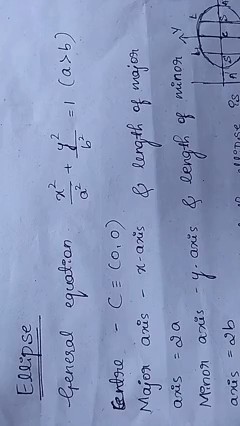 Ellipse
General equation x²/a² + y²/b² = 1 (a>b)
Centre - C ≡ (0,0)
Major axis - x-axis & length of major
axis = 2a
Minor axis - y-axis & length of minor
axis = 2b